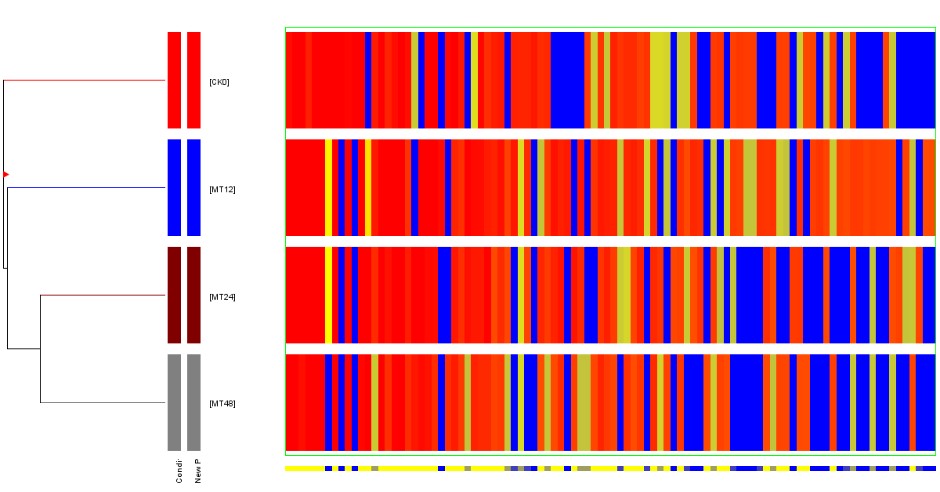 [CK0]
[MT12]
[MT24]
[MT48]
Condi
New P